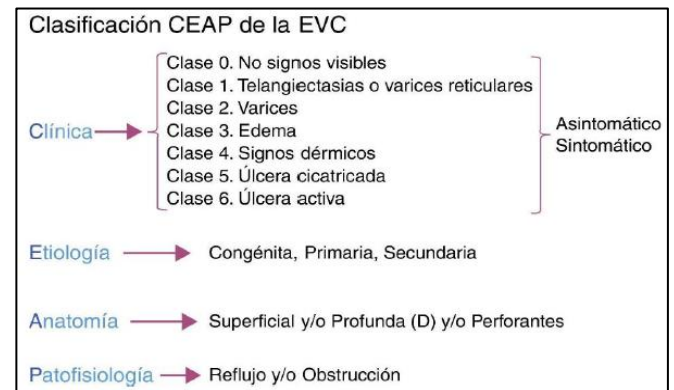 Clasificación CEAP de la EVC
Clase 0. No signos visibles
Clase 1. Telangiectasias o varices reticulares
Clase 2. Varices
Clínica
Clase 3. Edema
Clase 4. Signos dérmicos
Clase 5. Úlcera cicatrizada
Clase 6. Úlcera activa
Asintomático
Sintomático
Etiología Congénita, Primaria, Secundaria
Anatomía Superficial y/o Profunda (D) y/o Perforantes
Patofisiología Reflujo y/o Obstrucción